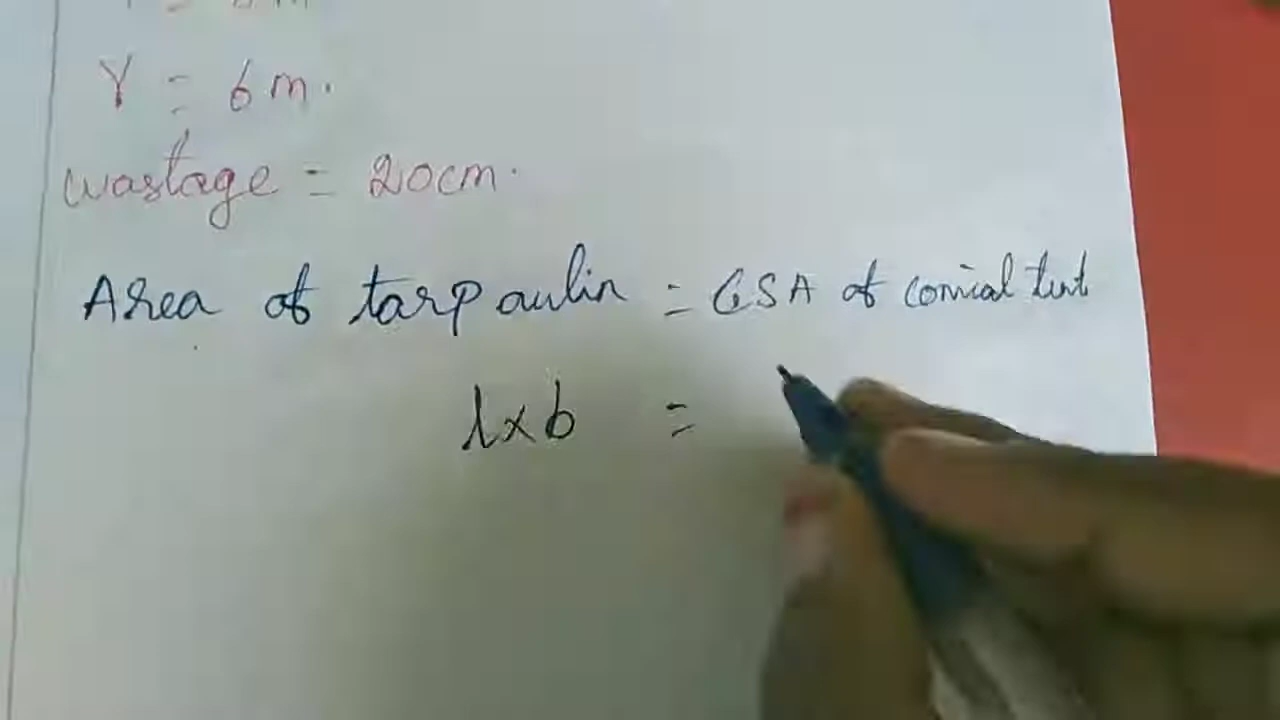 r = 6m.
wastage = 20cm.
Area of tarpaulin = CSA of conical tent
l×b =